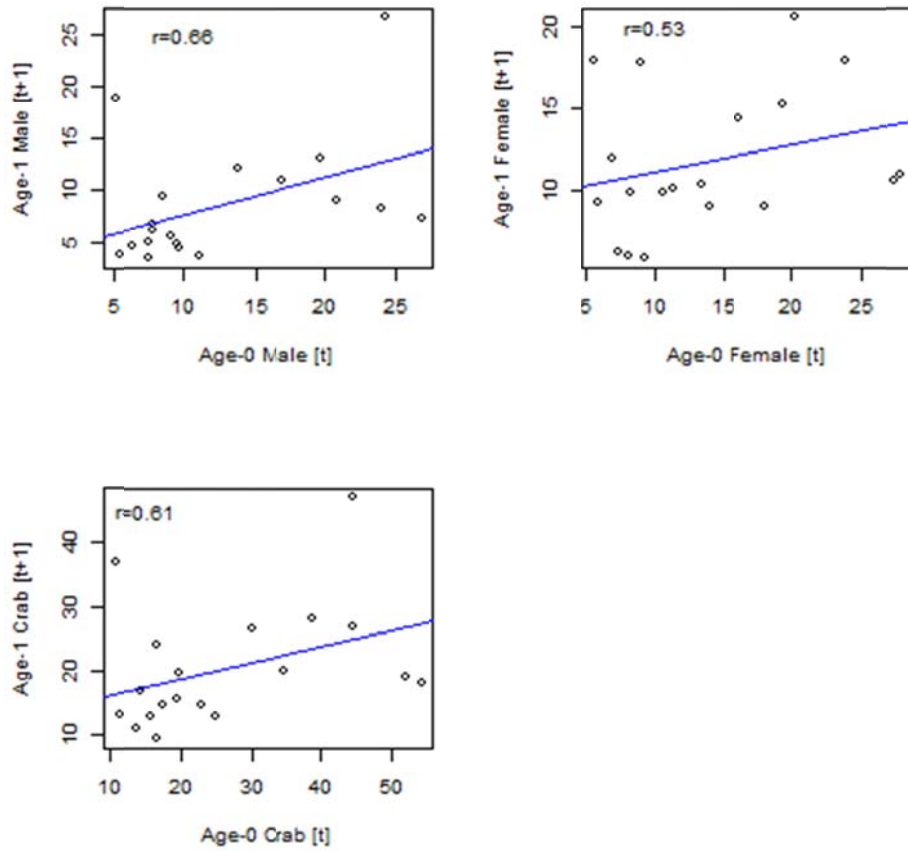 r=0.66
Age-1 Male [t+1]
25
20
15
10
5
5 10 15 20 25
Age-0 Male [t]
r=0.53
Age-1 Female [t+1]
20
15
10
5 10 15 20 25
Age-0 Female [t]
r=0.61
Age-1 Crab [t+1]
40
30
20
10
10 20 30 40 50
Age-0 Crab [t]